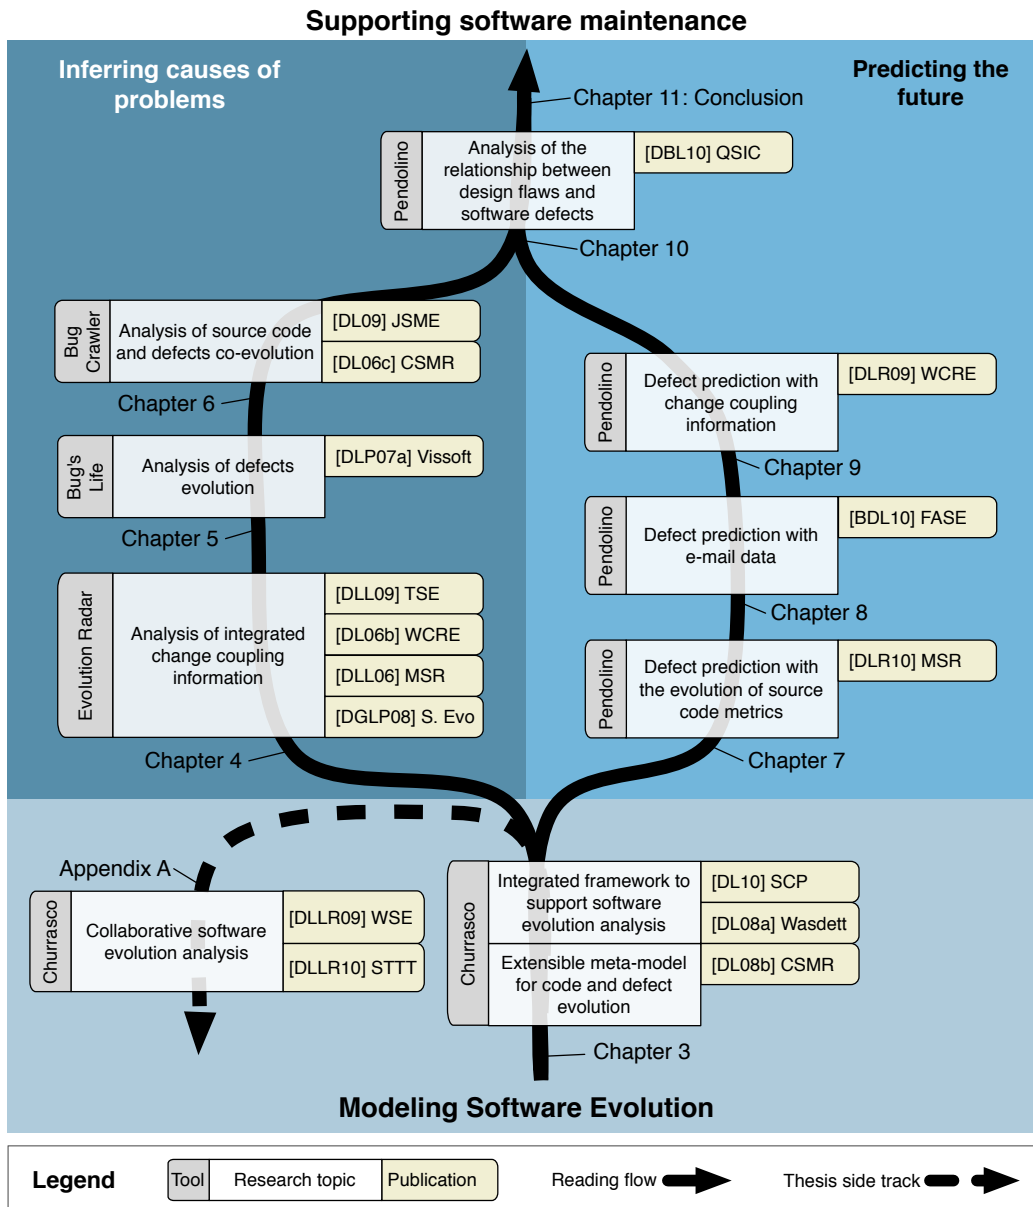 Supporting software maintenance
Inferring causes of
problems
Predicting the
future
Chapter 11: Conclusion
Pendolino
Analysis of the
relationship between
design flaws and
software defects
[DBL10] QSIC
Chapter 10
Bug
Crawler
Analysis of source code
and defects co-evolution
[DL09] JSME
[DL06c] CSMR
Chapter 6
Pendolino
Defect prediction with
change coupling
information
[DLR09] WCRE
Chapter 9
Bug's
Life
Analysis of defects
evolution
[DLP07a] Vissoft
Chapter 5
Pendolino
Defect prediction with
e-mail data
[BDL10] FASE
Chapter 8
Evolution Radar
Analysis of integrated
change coupling
information
[DLL09] TSE
[DL06b] WCRE
[DLL06] MSR
[DGLP08] S. Evo
Chapter 4
Pendolino
Defect prediction with
the evolution of source
code metrics
[DLR10] MSR
Chapter 7
Appendix A
Churrasco
Collaborative software
evolution analysis
[DLLR09] WSE
[DLLR10] STTT
Churrasco
Integrated framework to
support software
evolution analysis
Extensible meta-model
for code and defect
evolution
[DL10] SCP
[DL08a] Wasdett
[DL08b] CSMR
Chapter 3
Modeling Software Evolution
Legend
Tool
Research topic
Publication
Reading flow
Thesis side track